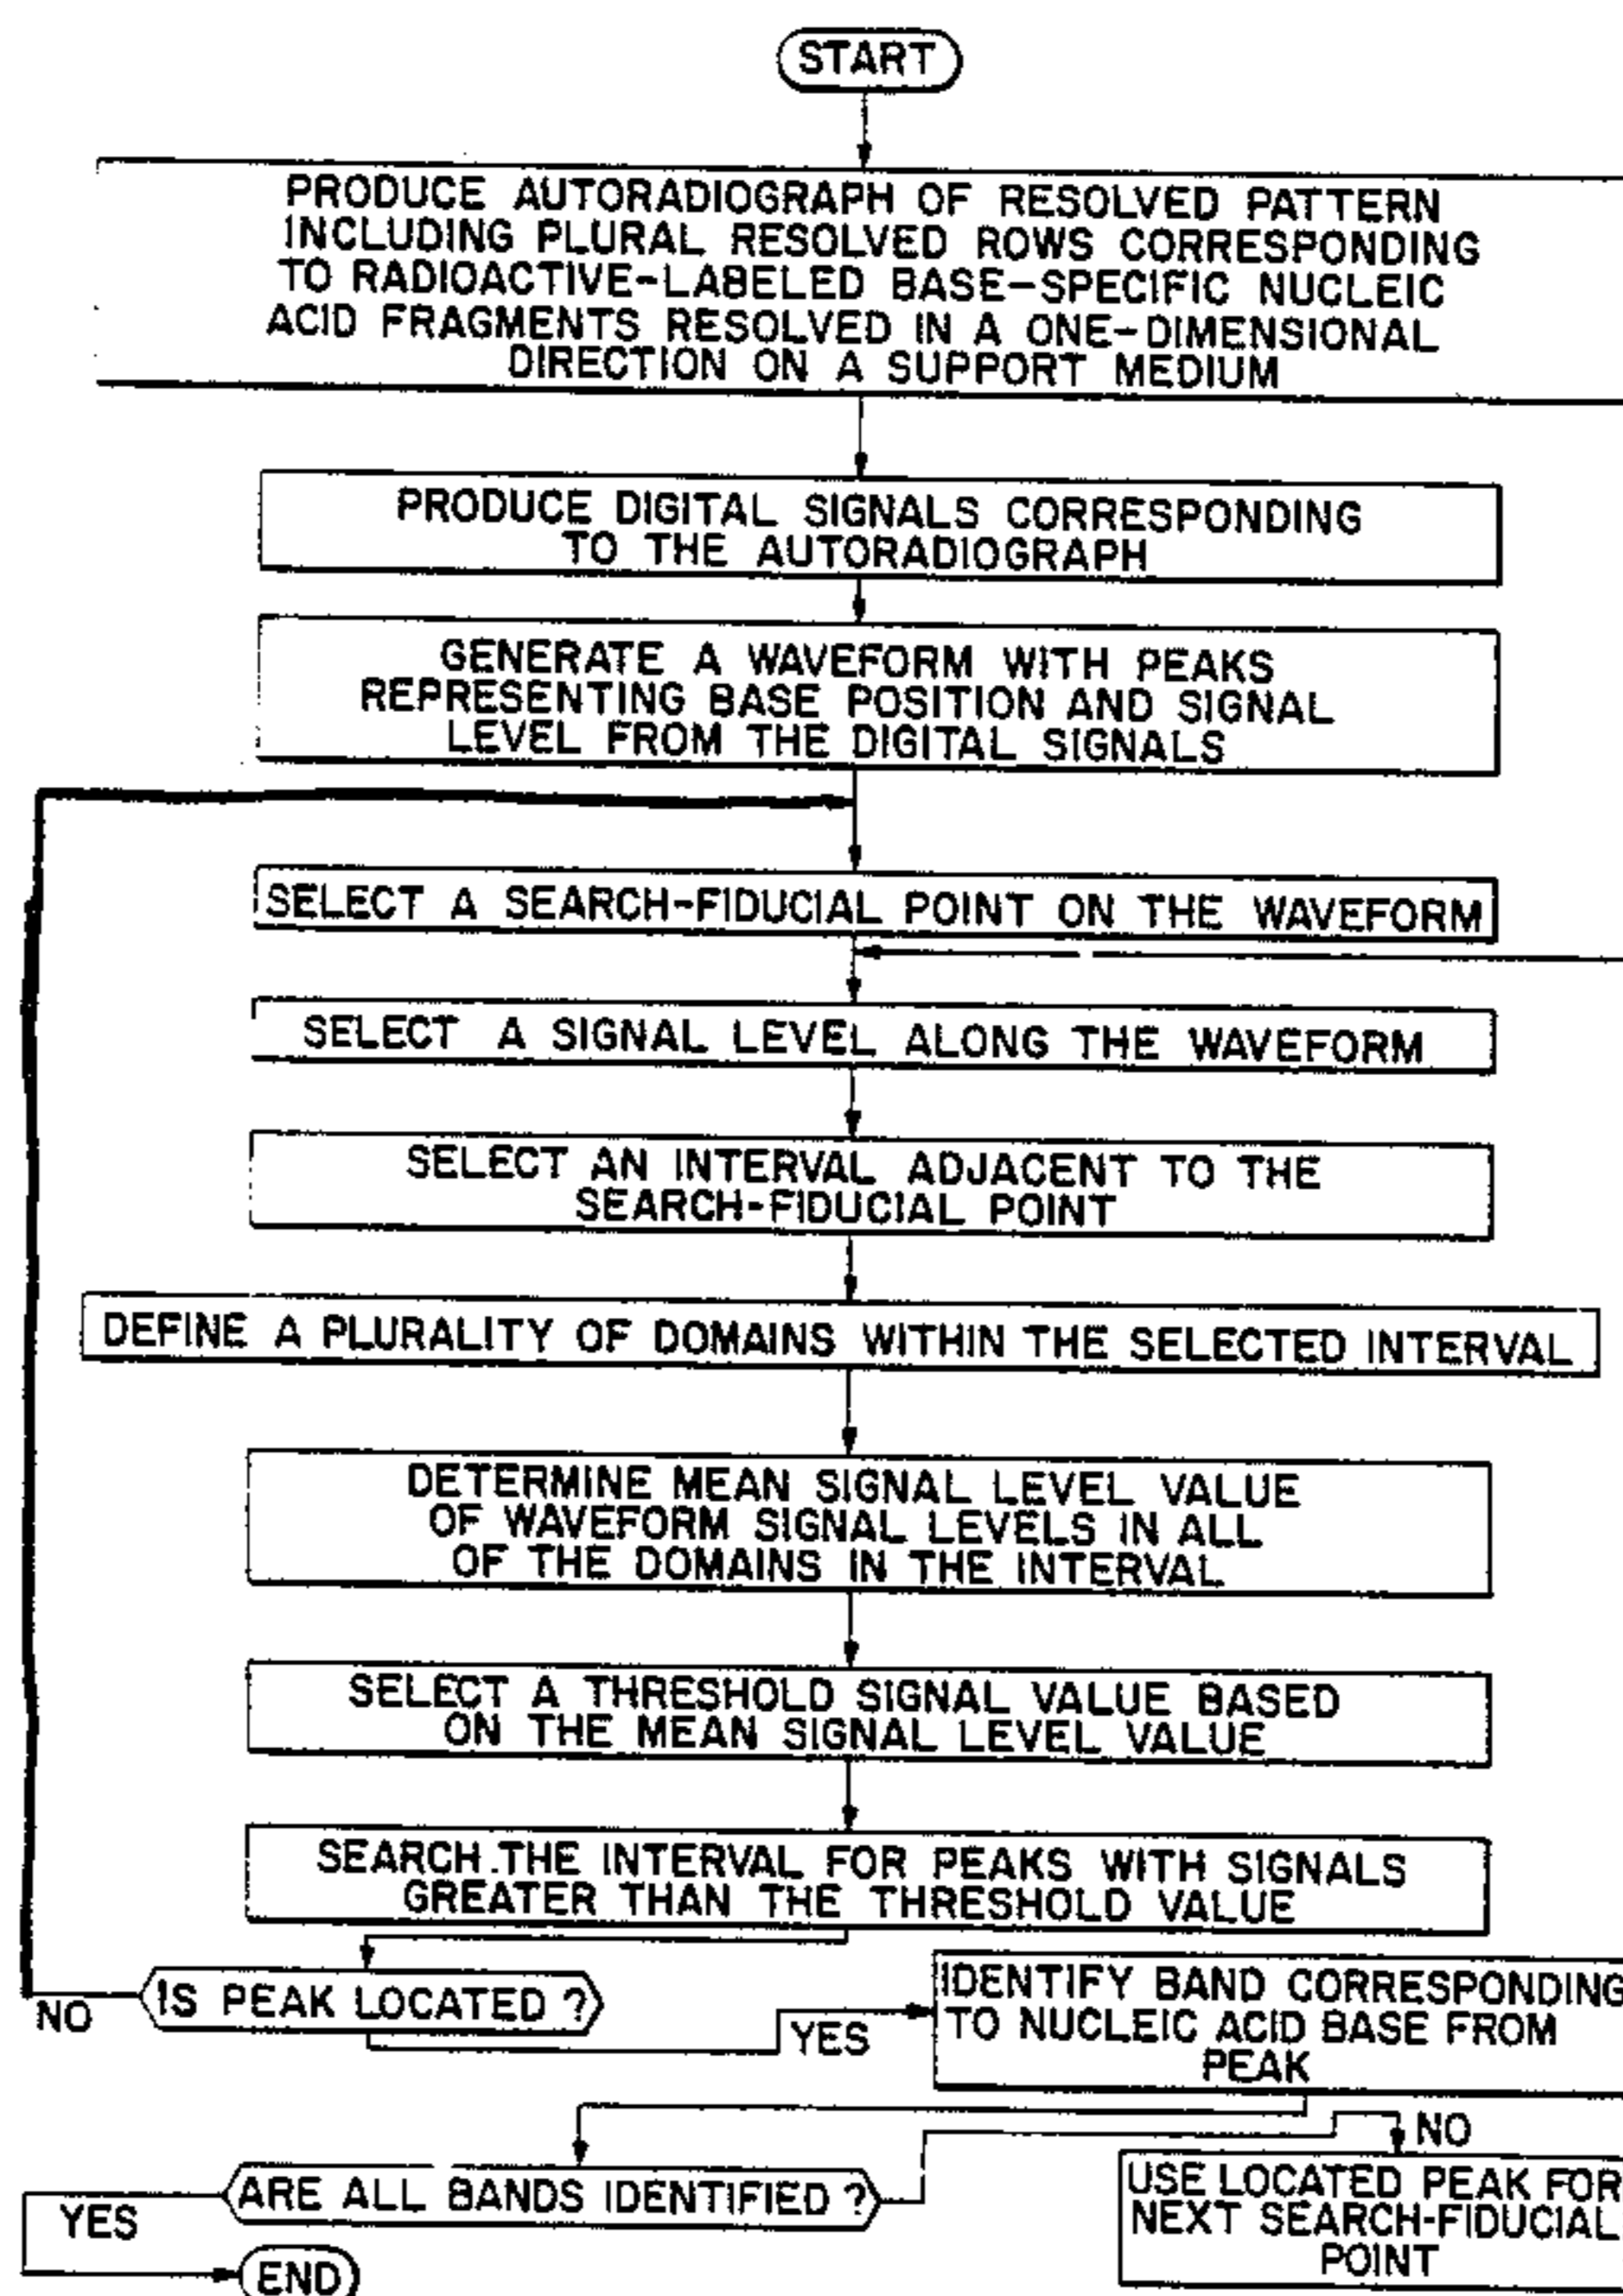 START
PRODUCE AUTORADIOGRAPH OF RESOLVED PATTERN
INCLUDING PLURAL RESOLVED ROWS CORRESPONDING
TO RADIOACTIVE-LABELED BASE-SPECIFIC NUCLEIC
ACID FRAGMENTS RESOLVED IN A ONE-DIMENSIONAL
DIRECTION ON A SUPPORT MEDIUM
PRODUCE DIGITAL SIGNALS CORRESPONDING
TO THE AUTORADIOGRAPH
GENERATE A WAVEFORM WITH PEAKS
REPRESENTING BASE POSITION AND SIGNAL
LEVEL FROM THE DIGITAL SIGNALS
SELECT A SEARCH-FIDUCIAL POINT ON THE WAVEFORM
SELECT A SIGNAL LEVEL ALONG THE WAVEFORM
SELECT AN INTERVAL ADJACENT TO THE
SEARCH-FIDUCIAL POINT
DEFINE A PLURALITY OF DOMAINS WITHIN THE SELECTED INTERVAL
DETERMINE MEAN SIGNAL LEVEL VALUE
OF WAVEFORM SIGNAL LEVELS IN ALL
OF THE DOMAINS IN THE INTERVAL
SELECT A THRESHOLD SIGNAL VALUE BASED
ON THE MEAN SIGNAL LEVEL VALUE
SEARCH THE INTERVAL FOR PEAKS WITH SIGNALS
GREATER THAN THE THRESHOLD VALUE
IS PEAK LOCATED ?
NO
YES
IDENTIFY BAND CORRESPONDING
TO NUCLEIC ACID BASE FROM
PEAK
ARE ALL BANDS IDENTIFIED ?
YES
NO
USE LOCATED PEAK FOR
NEXT SEARCH-FIDUCIAL
POINT
END